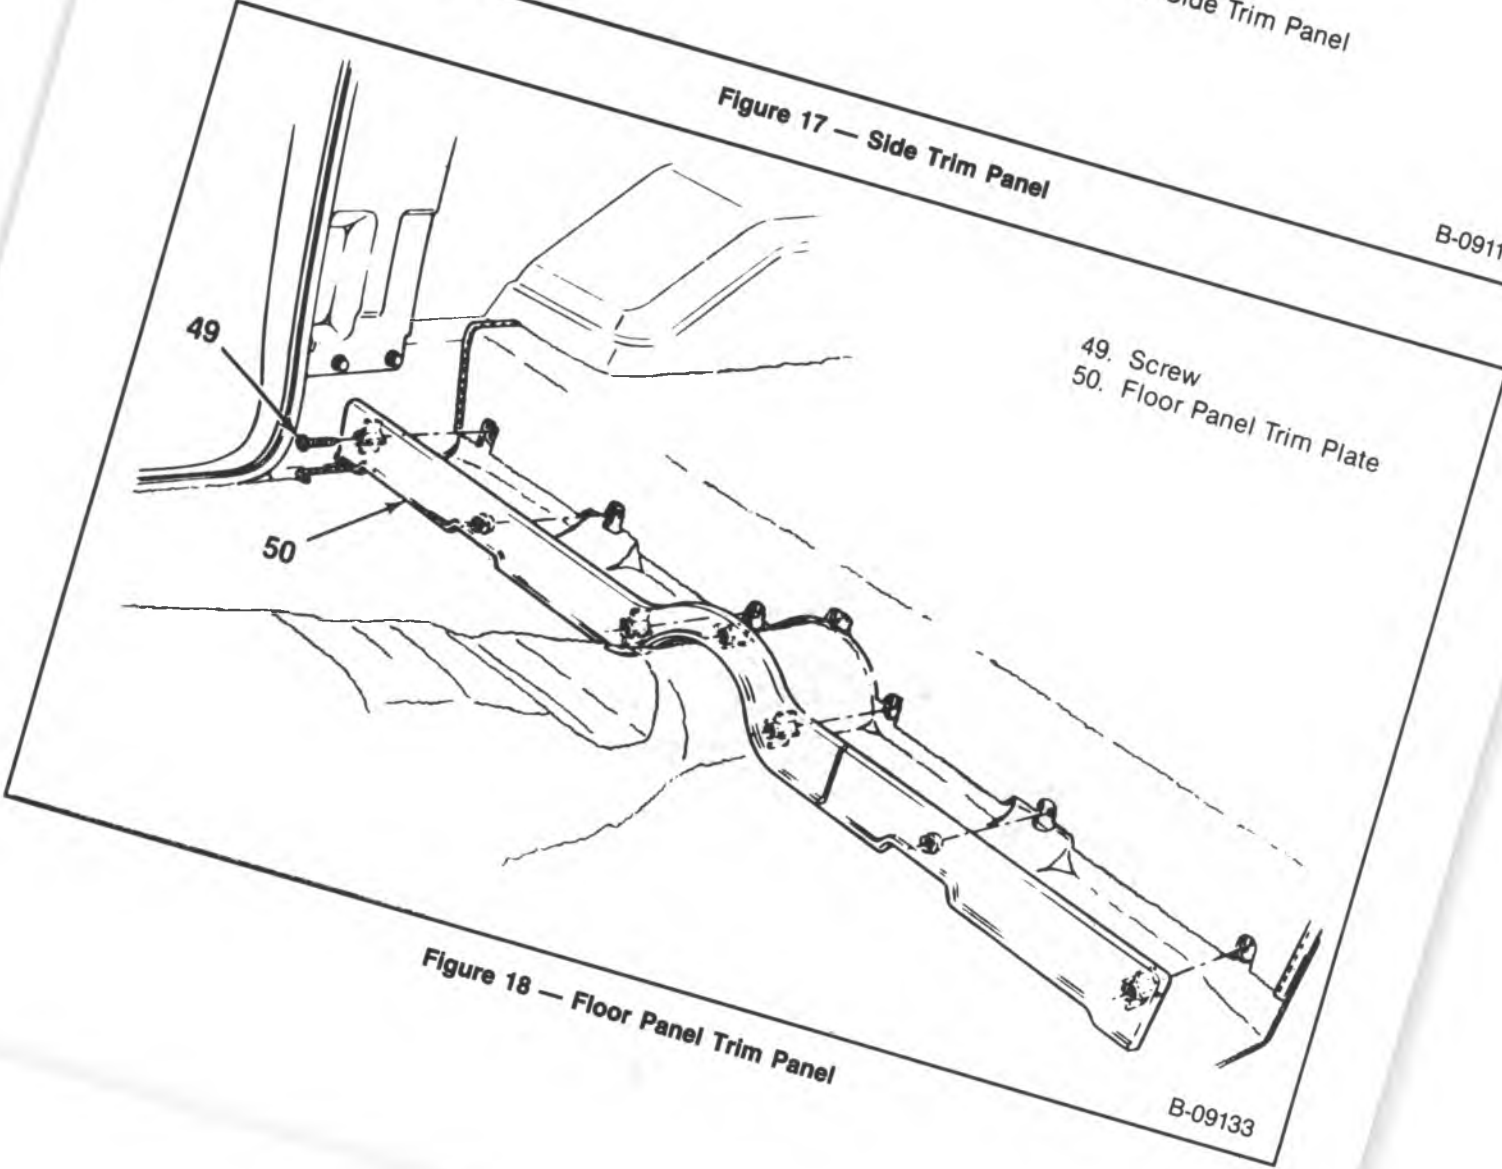 Side Trim Panel
Figure 17 — Side Trim Panel
B-0911
49. Screw
50. Floor Panel Trim Plate
49
50
Figure 18 — Floor Panel Trim Panel
B-09133